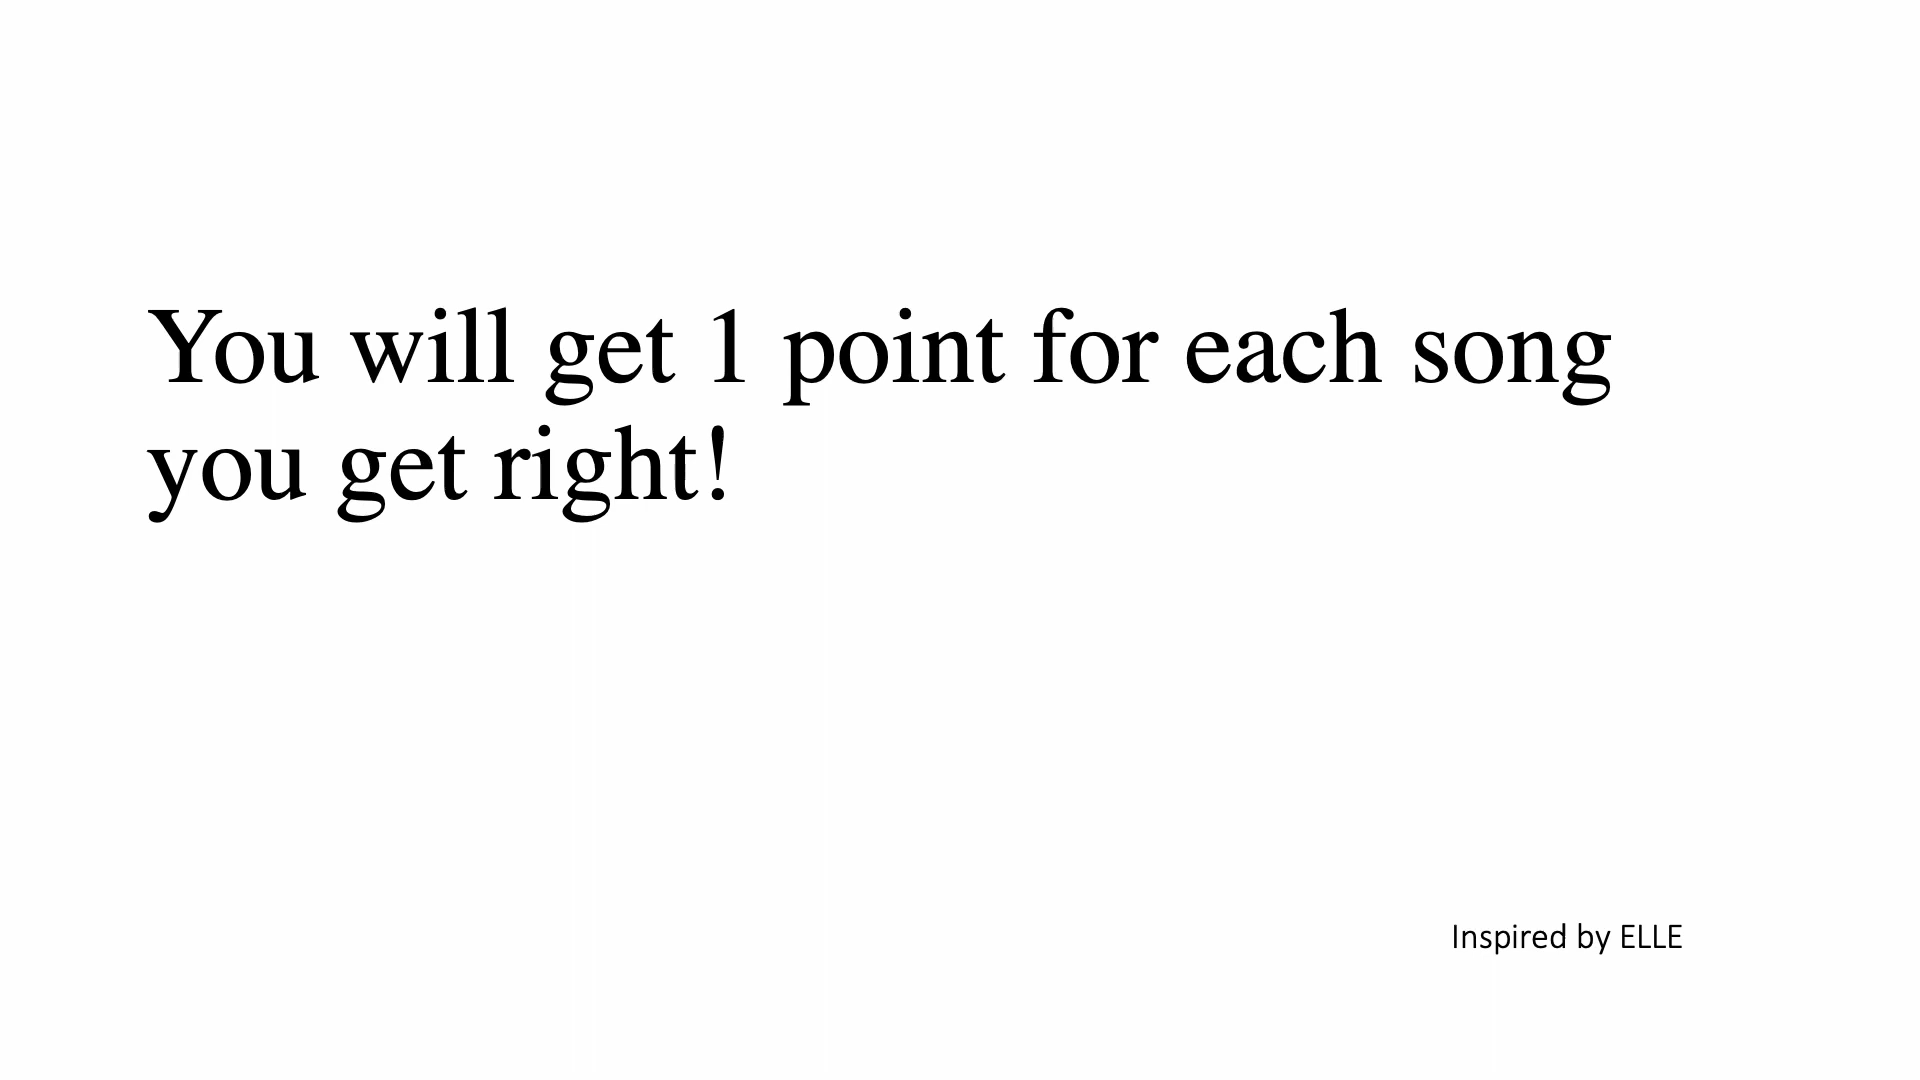 You will get 1 point for each song
you get right!
Inspired by ELLE